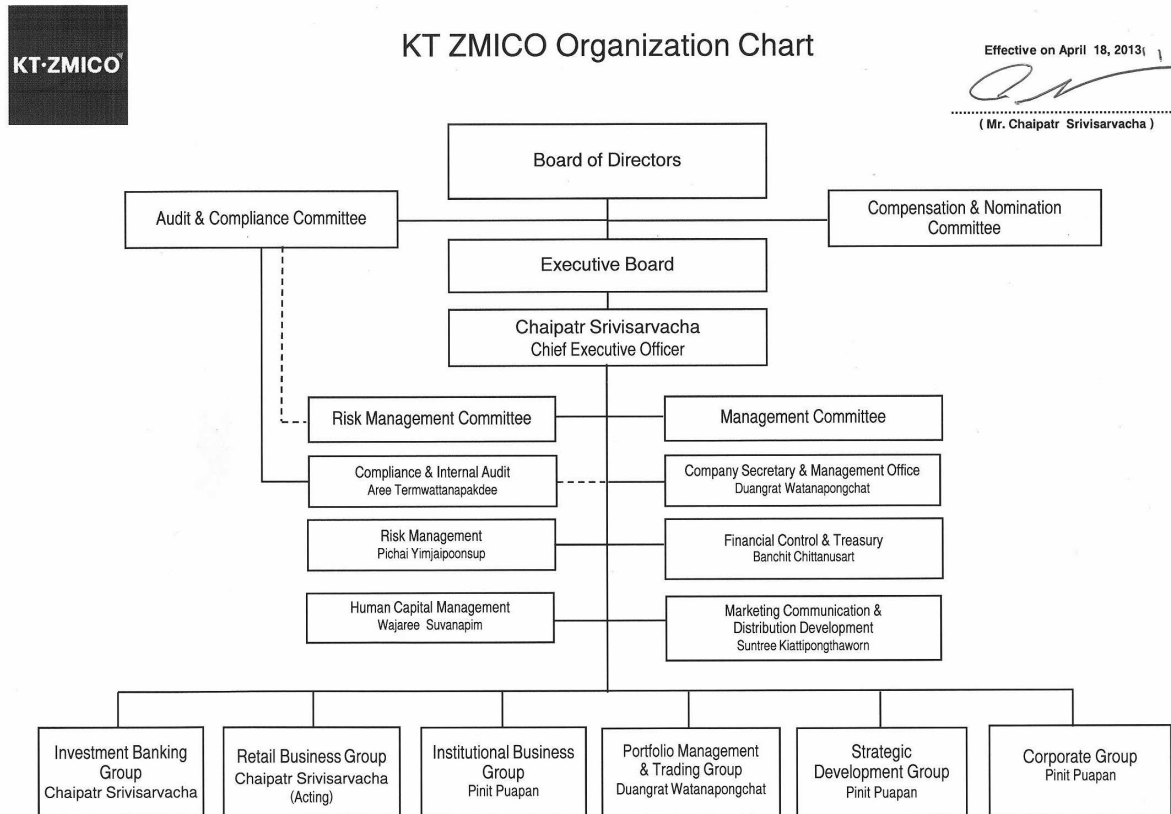 KT·ZMICO
KT ZMICO Organization Chart
Effective on April 18, 2013
( Mr. Chaipatr Srivisarvacha )
Board of Directors
Audit & Compliance Committee
Compensation & Nomination
Committee
Executive Board
Chaipatr Srivisarvacha
Chief Executive Officer
Risk Management Committee
Management Committee
Compliance & Internal Audit
Aree Termwattanapakdee
Company Secretary & Management Office
Duangrat Watanapongchat
Risk Management
Pichai Yimjaipoonsup
Financial Control & Treasury
Banchit Chittanusart
Human Capital Management
Wajaree Suvanapim
Marketing Communication &
Distribution Development
Suntree Kiattipongthaworn
Investment Banking
Group
Chaipatr Srivisarvacha
Retail Business Group
Chaipatr Srivisarvacha
(Acting)
Institutional Business
Group
Pinit Puapan
Portfolio Management
& Trading Group
Duangrat Watanapongchat
Strategic
Development Group
Pinit Puapan
Corporate Group
Pinit Puapan